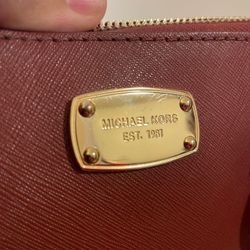 MICHAEL KORS
EST. 1981